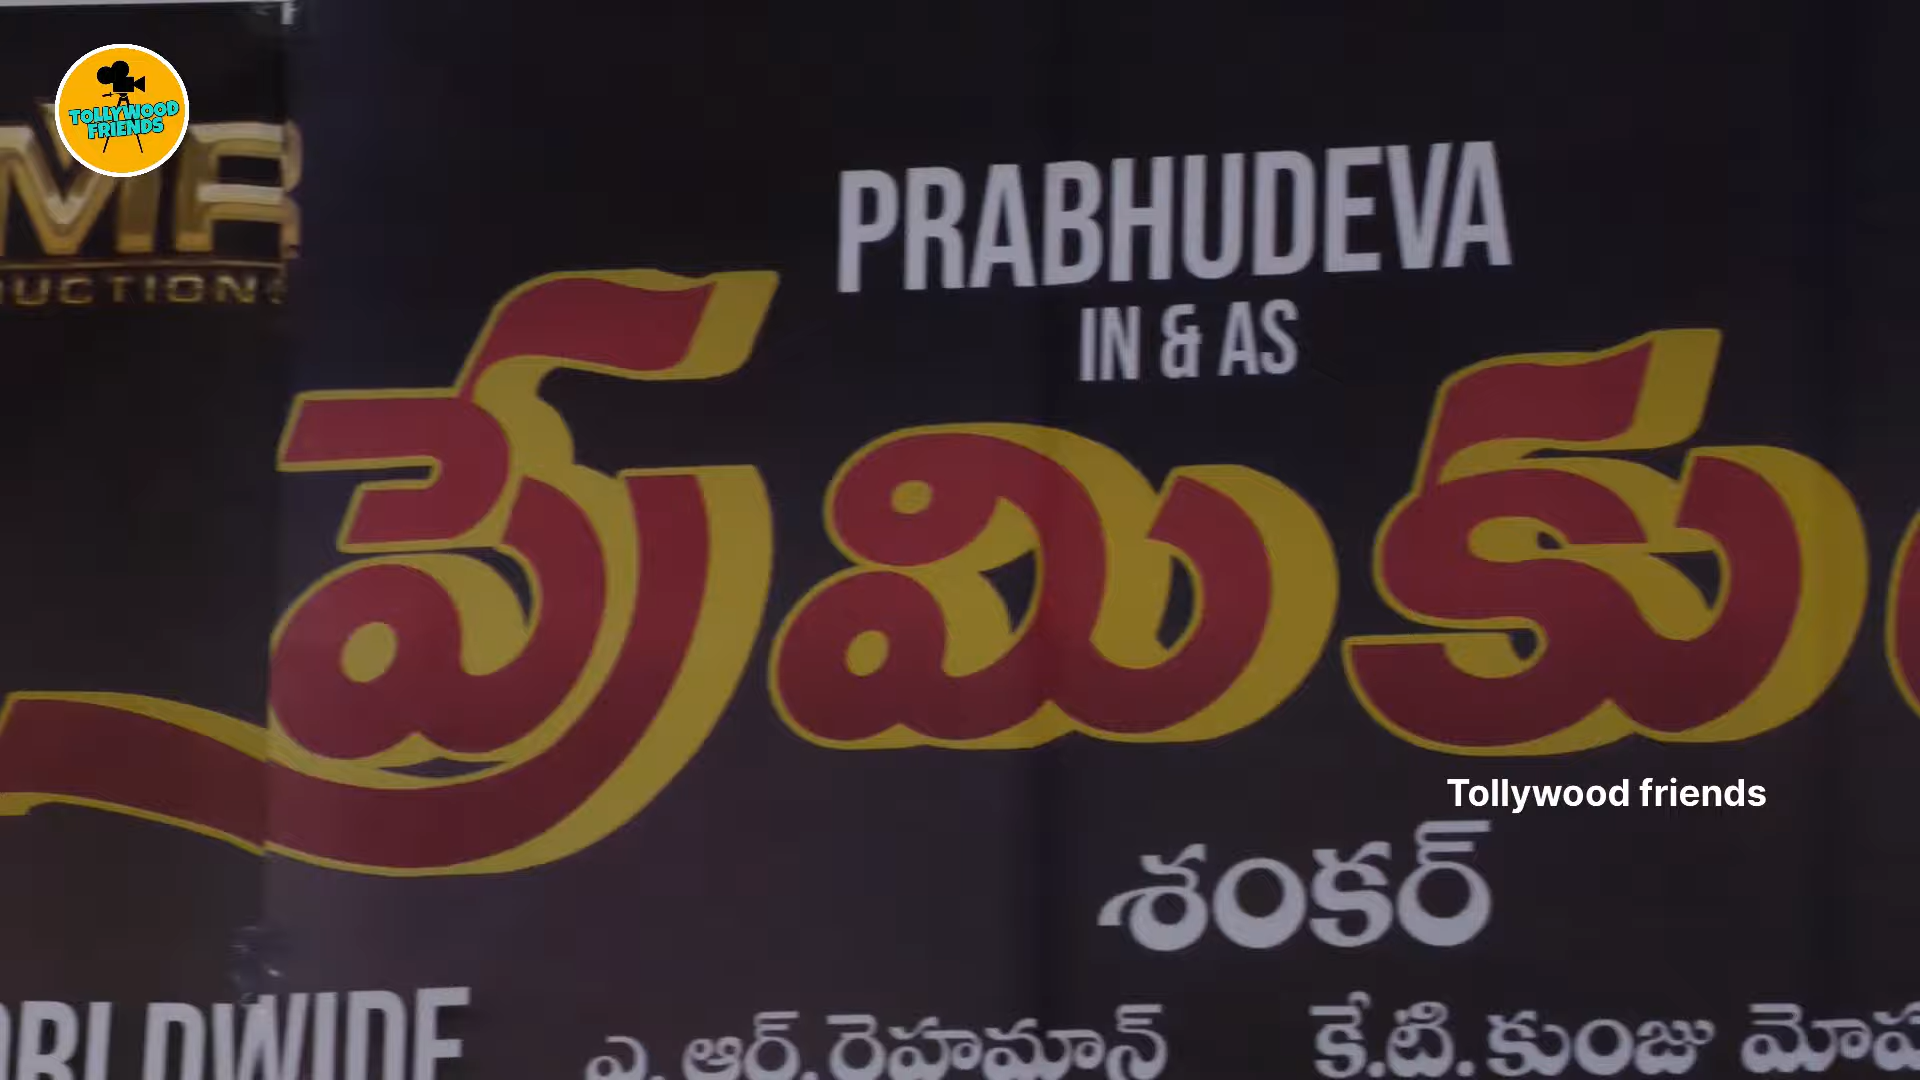 TOLLYWOOD
FRIENDS
PRABHUDEVA
IN & AS
ప్రేమికు
Tollywood friends
శంకర్
ఎ. ఆర్. రెహమాన్
కే.టి. కుంజు